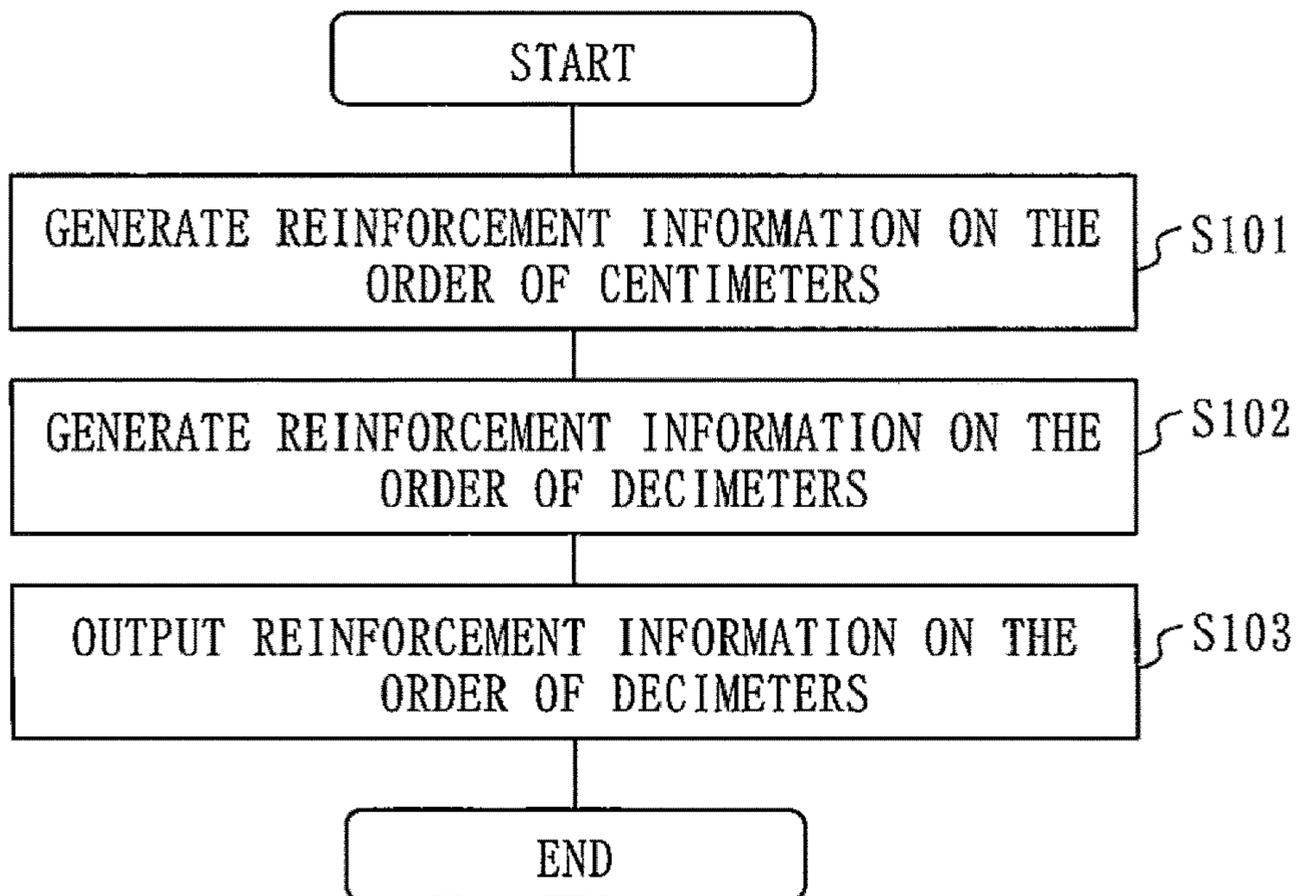 START
GENERATE REINFORCEMENT INFORMATION ON THE
ORDER OF CENTIMETERS
S101
GENERATE REINFORCEMENT INFORMATION ON THE
ORDER OF DECIMETERS
S102
OUTPUT REINFORCEMENT INFORMATION ON THE
ORDER OF DECIMETERS
S103
END